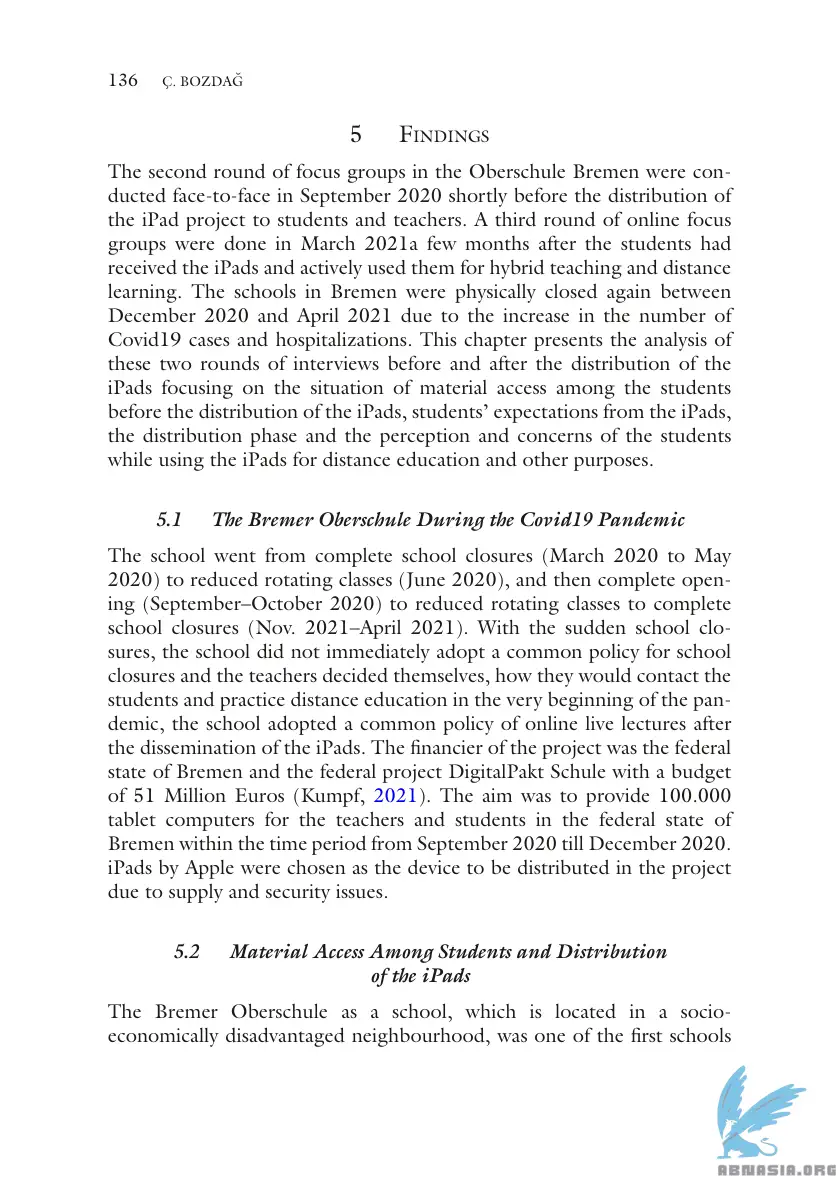 136 Ç. BOZDAĞ
5 FINDINGS
The second round of focus groups in the Oberschule Bremen were con-
ducted face-to-face in September 2020 shortly before the distribution of
the iPad project to students and teachers. A third round of online focus
groups were done in March 2021a few months after the students had
received the iPads and actively used them for hybrid teaching and distance
learning. The schools in Bremen were physically closed again between
December 2020 and April 2021 due to the increase in the number of
Covid19 cases and hospitalizations. This chapter presents the analysis of
these two rounds of interviews before and after the distribution of the
iPads focusing on the situation of material access among the students
before the distribution of the iPads, students’ expectations from the iPads,
the distribution phase and the perception and concerns of the students
while using the iPads for distance education and other purposes.
5.1 The Bremer Oberschule During the Covid19 Pandemic
The school went from complete school closures (March 2020 to May
2020) to reduced rotating classes (June 2020), and then complete open-
ing (September–October 2020) to reduced rotating classes to complete
school closures (Nov. 2021–April 2021). With the sudden school clo-
sures, the school did not immediately adopt a common policy for school
closures and the teachers decided themselves, how they would contact the
students and practice distance education in the very beginning of the pan-
demic, the school adopted a common policy of online live lectures after
the dissemination of the iPads. The financier of the project was the federal
state of Bremen and the federal project DigitalPakt Schule with a budget
of 51 Million Euros (Kumpf, 2021). The aim was to provide 100.000
tablet computers for the teachers and students in the federal state of
Bremen within the time period from September 2020 till December 2020.
iPads by Apple were chosen as the device to be distributed in the project
due to supply and security issues.
5.2 Material Access Among Students and Distribution
of the iPads
The Bremer Oberschule as a school, which is located in a socio-
economically disadvantaged neighbourhood, was one of the first schools
ABNASIA.ORG